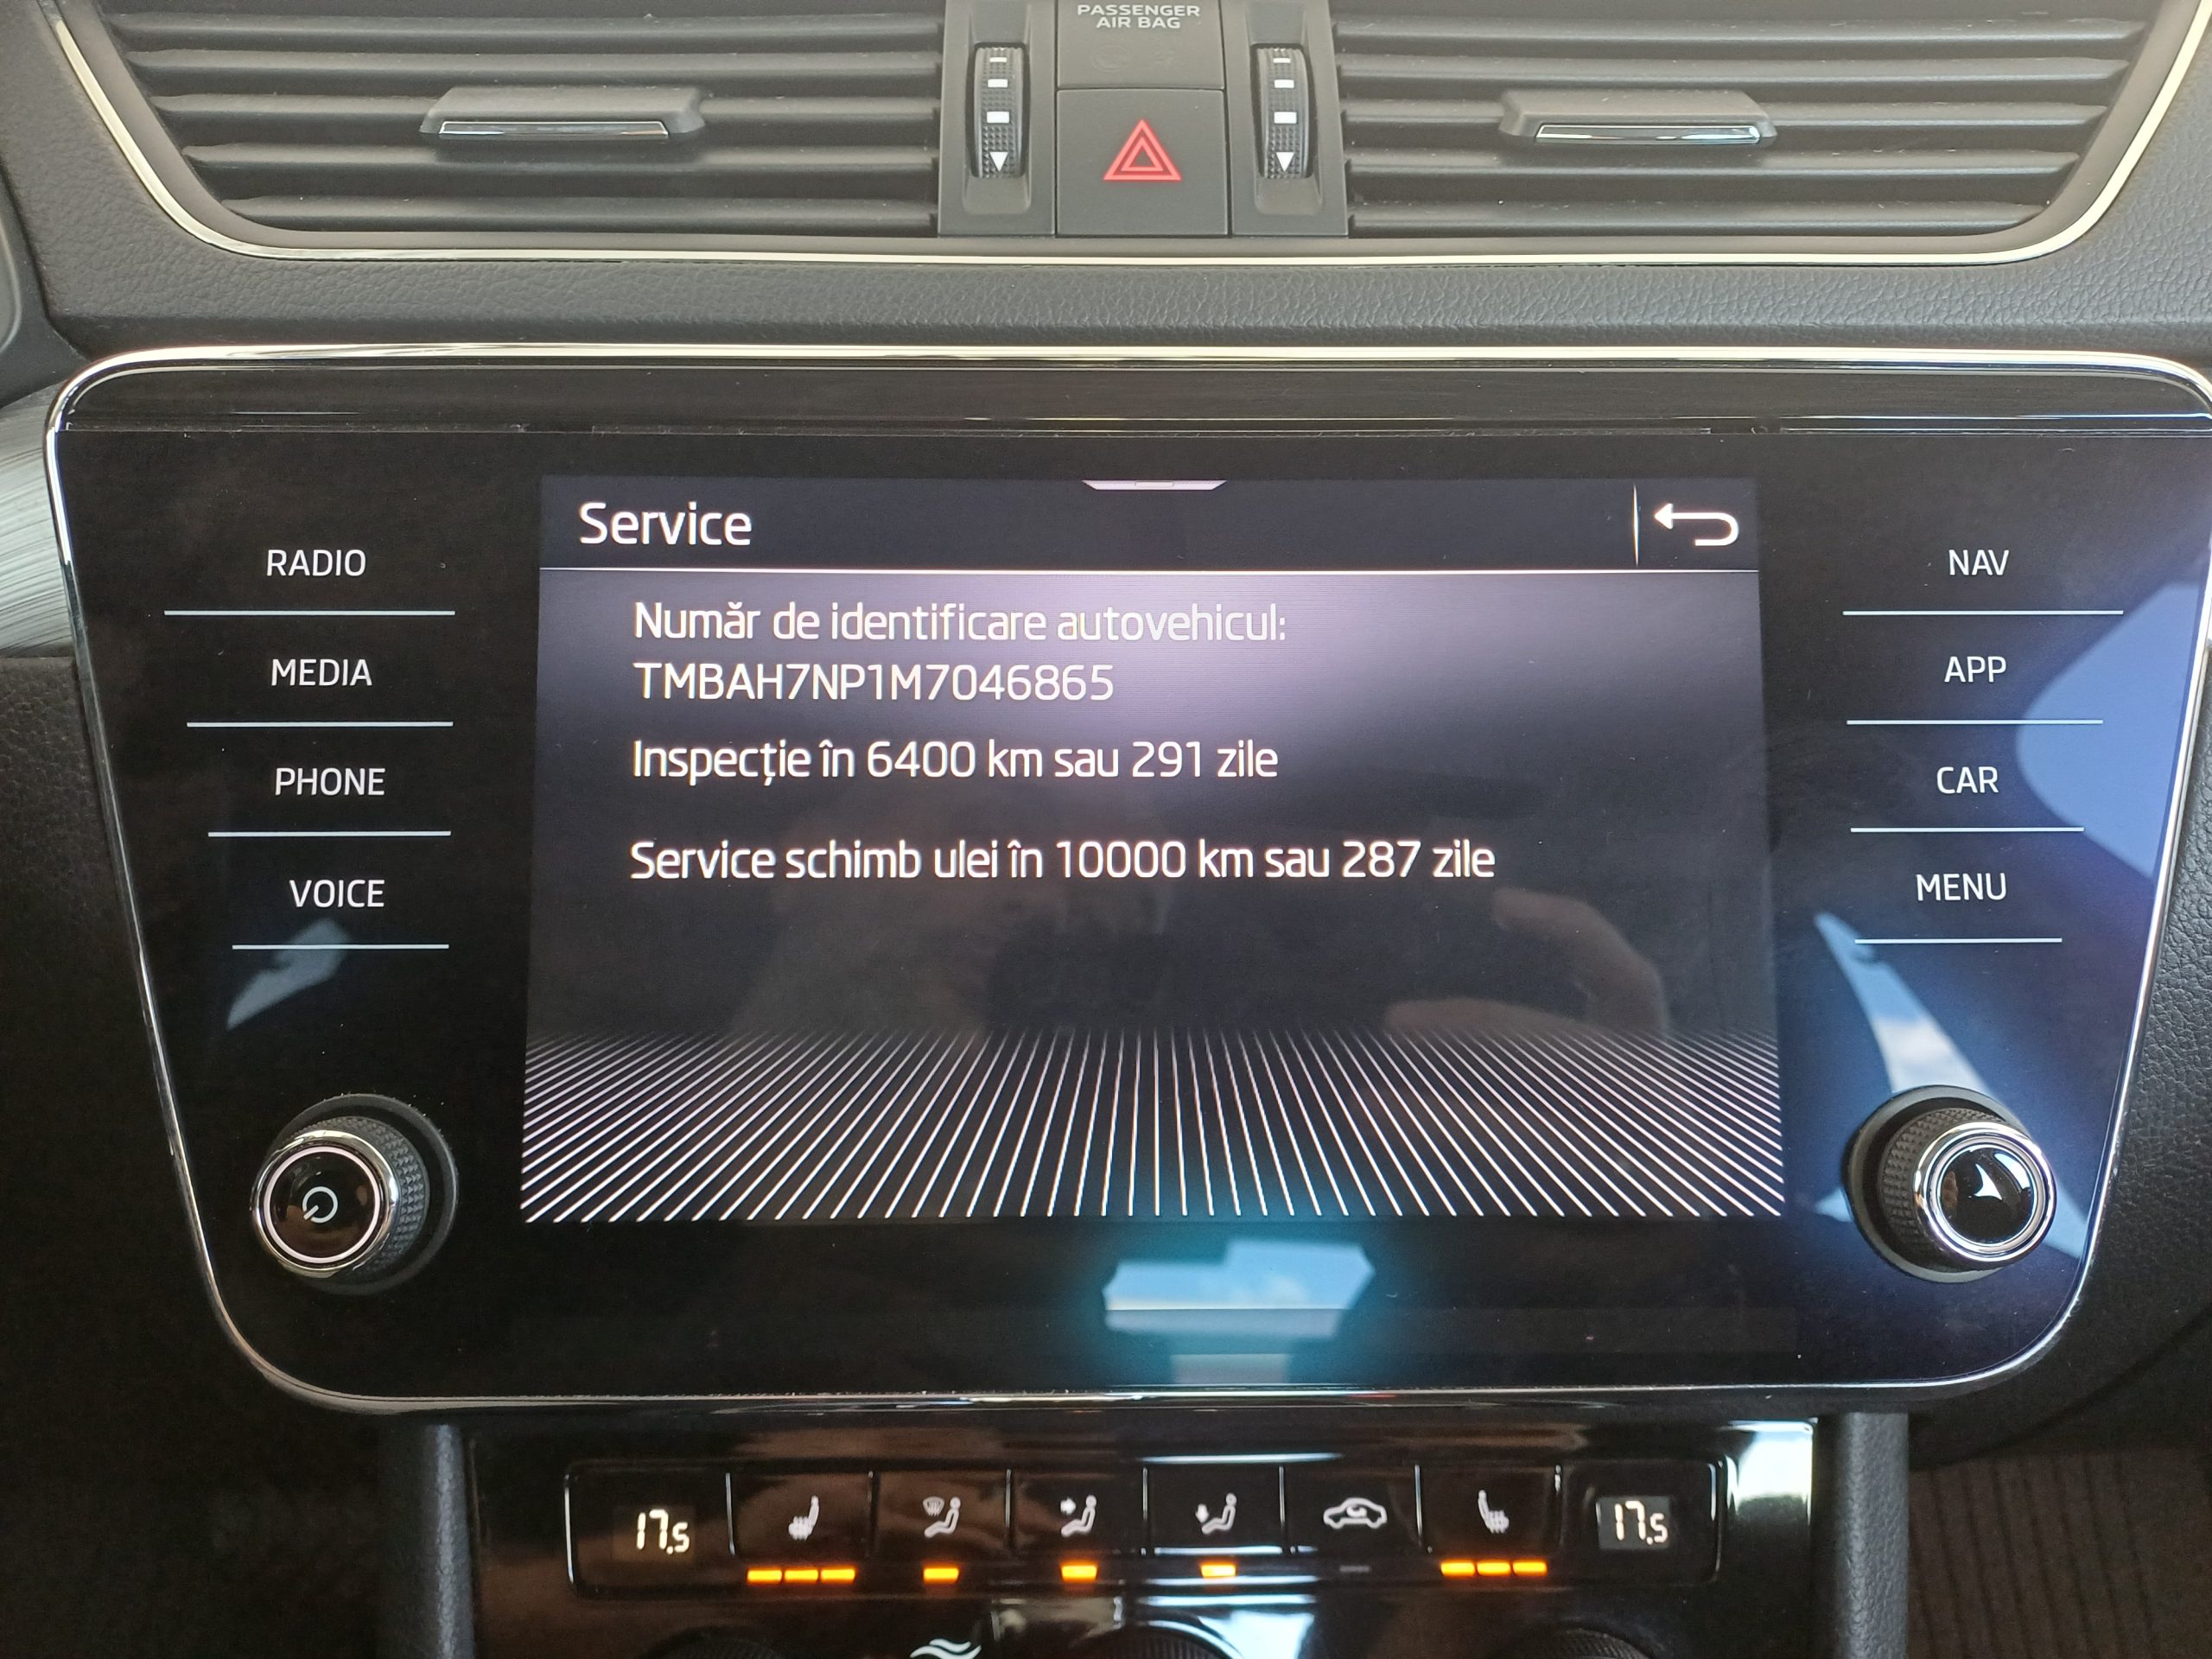 PASSENGER
AIR BAG
Service
RADIO
MEDIA
PHONE
VOICE
Număr de identificare autovehicul:
TMBAH7NP1M7046865
Inspecție în 6400 km sau 291 zile
Service schimb ulei în 10000 km sau 287 zile
NAV
APP
CAR
MENU
17.5
17.5